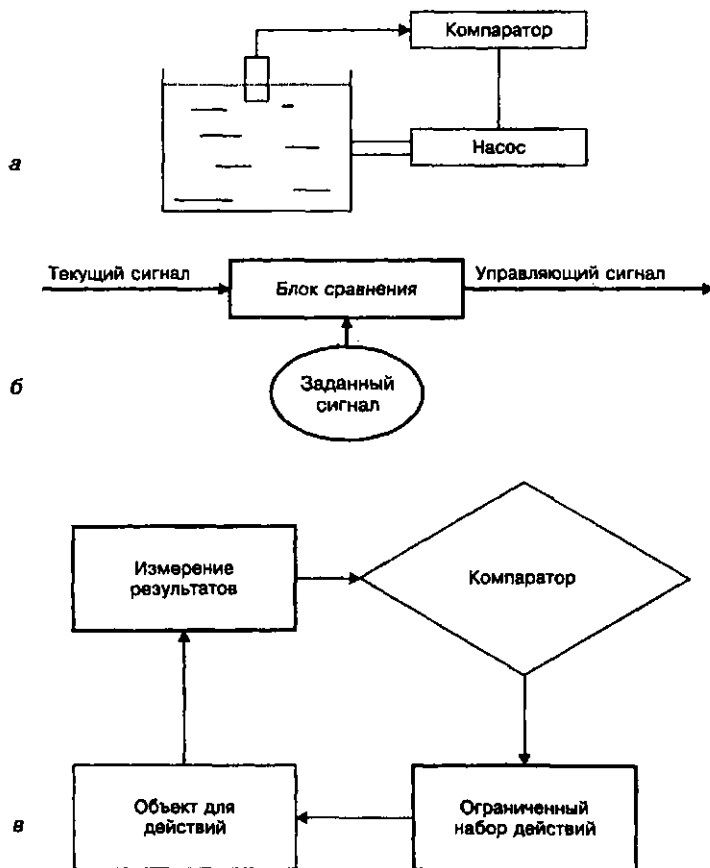 Компаратор
Насос
а
Текущий сигнал
Блок сравнения
Управляющий сигнал
Заданный
сигнал
б
Измерение
результатов
Компаратор
Объект для
действий
Ограниченный
набор действий
в